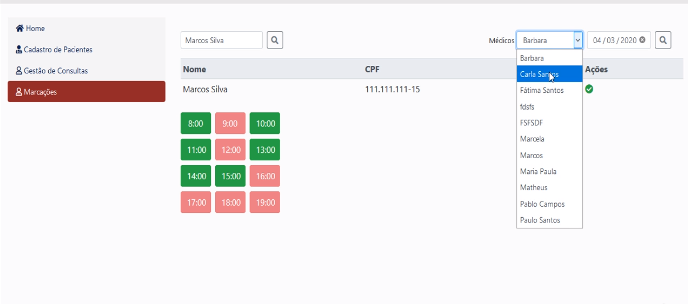 Home
Cadastro de Pacientes
Gestão de Consultas
Marcações
Marcos Silva
Médicos Barbara 04 / 03 / 2020
Barbara
Carla Santos
Fátima Santos
fdsfs
FSFSDF
Marcela
Marcos
Maria Paula
Matheus
Pablo Campos
Paulo Santos
Nome CPF Ações
Marcos Silva 111.111.111-15
8:00 9:00 10:00
11:00 12:00 13:00
14:00 15:00 16:00
17:00 18:00 19:00